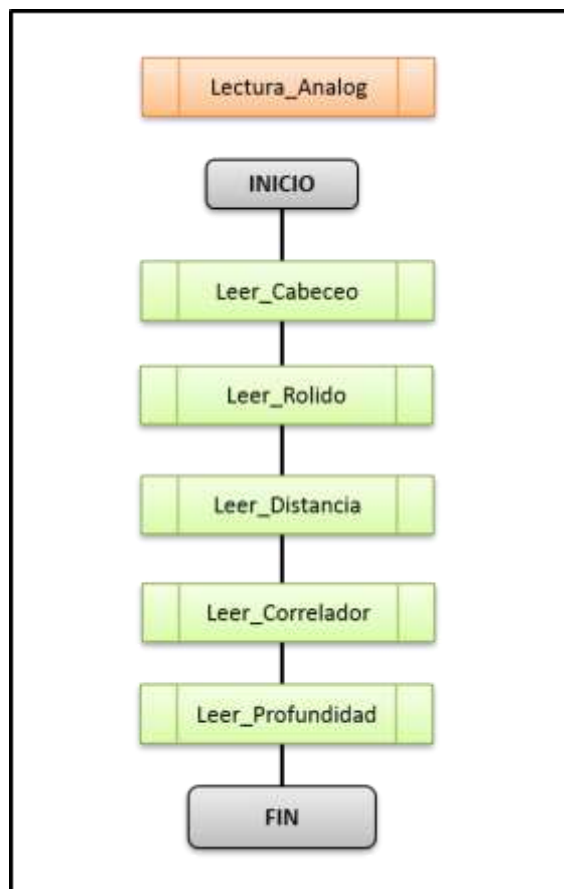 Lectura_Analog
INICIO
Leer_Cabeceo
Leer_Rolido
Leer_Distancia
Leer_Correlador
Leer_Profundidad
FIN